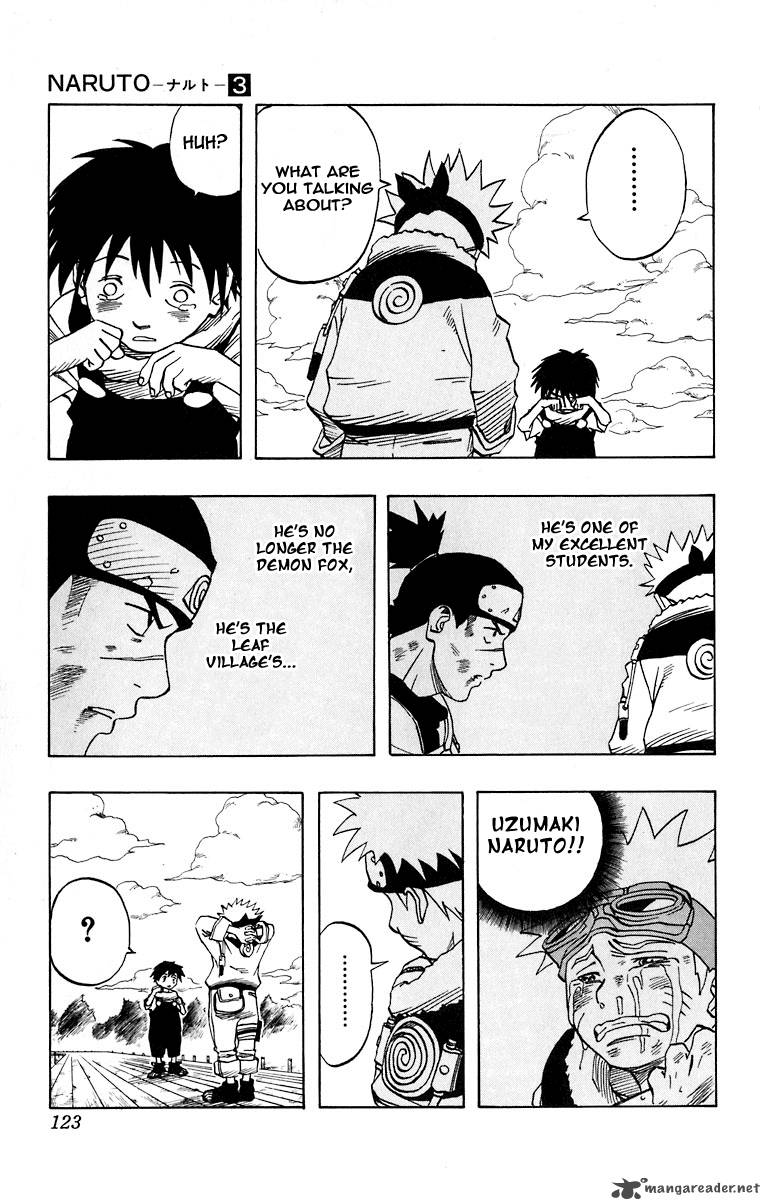 NARUTO -ナルト- 3
………
WHAT ARE
YOU TALKING
ABOUT?
HUH?
HE'S ONE OF
MY EXCELLENT
STUDENTS.
HE'S NO
LONGER THE
DEMON FOX,
HE'S THE
LEAF
VILLAGE'S...
UZUMAKI
NARUTO!!
………
?
123
mangareader.net